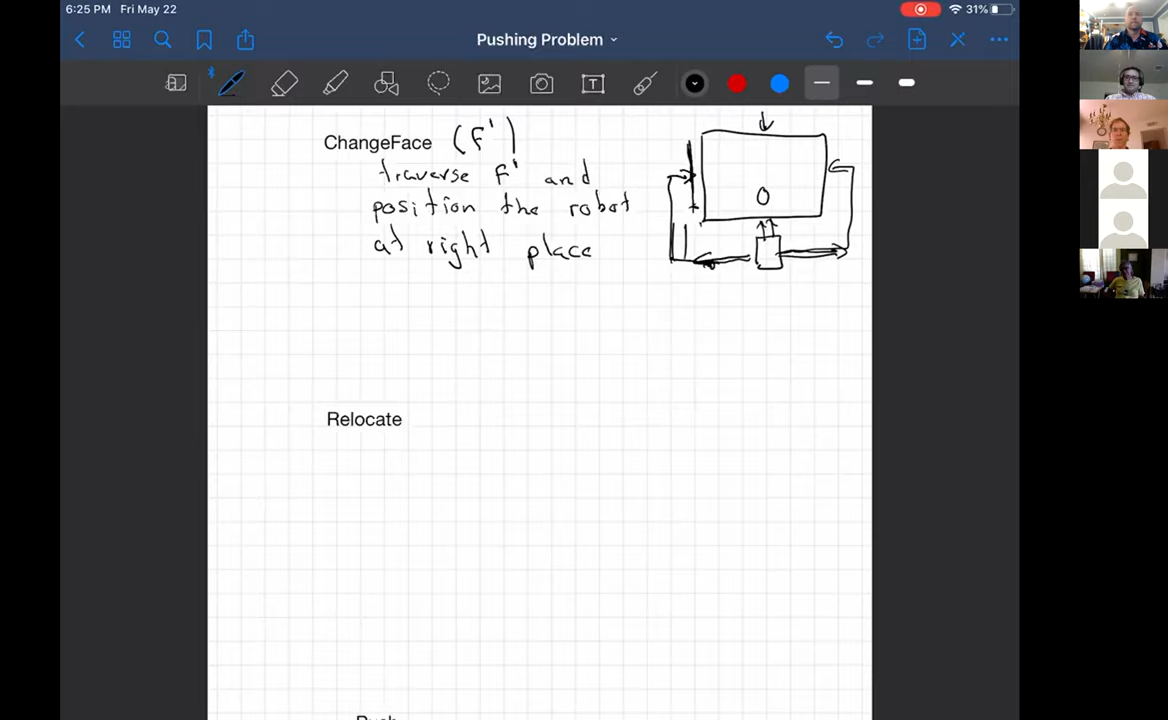 6:25 PM Fri May 22
31%
Pushing Problem
T
ChangeFace (F')
traverse F' and
position the robot
at right place
O
Relocate
Push